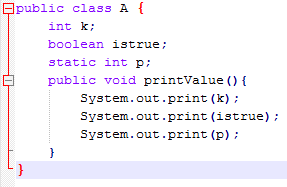 public class A {
    int k;
    boolean istrue;
    static int p;
    public void printValue(){
        System.out.print(k);
        System.out.print(istrue);
        System.out.print(p);
    }
}